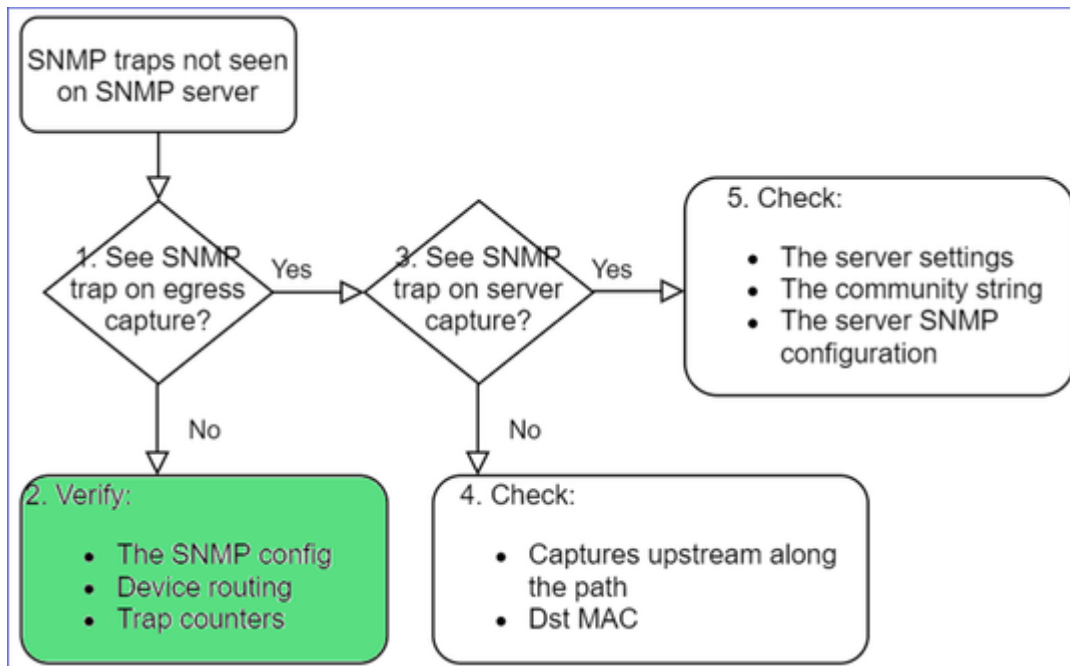 SNMP traps not seen
on SNMP server
1. See SNMP
trap on egress
capture?
Yes
3. See SNMP
trap on server
capture?
Yes
5. Check:
• The server settings
• The community string
• The server SNMP
configuration
No
No
2. Verify:
• The SNMP config
• Device routing
• Trap counters
4. Check:
• Captures upstream along
the path
• Dst MAC